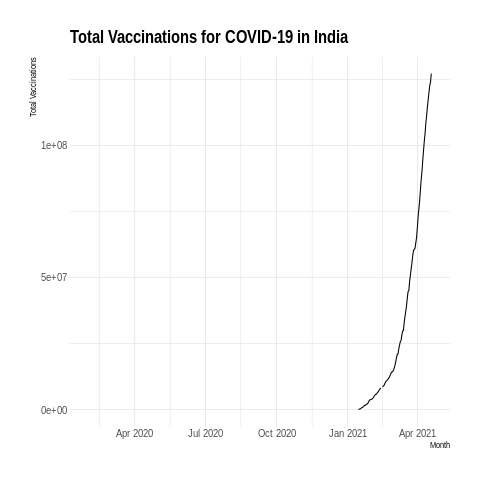 Total Vaccinations for COVID-19 in India
Total Vaccinations
1e+08
5e+07
0e+00
Apr 2020 Jul 2020 Oct 2020 Jan 2021 Apr 2021
Month